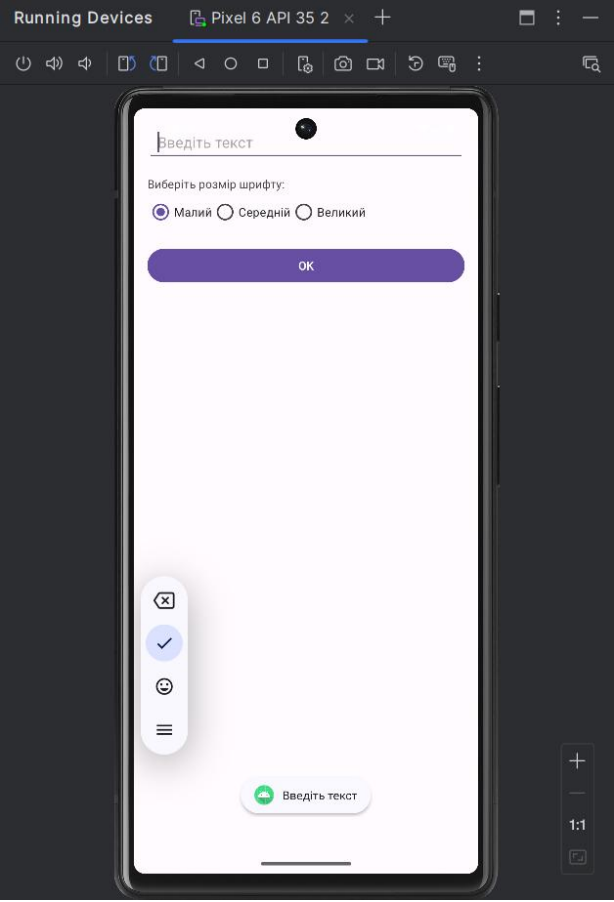 Running Devices
Pixel 6 API 35 2
Введіть текст
Виберіть розмір шрифту:
Малий Середній Великий
ОК
Введіть текст
1:1